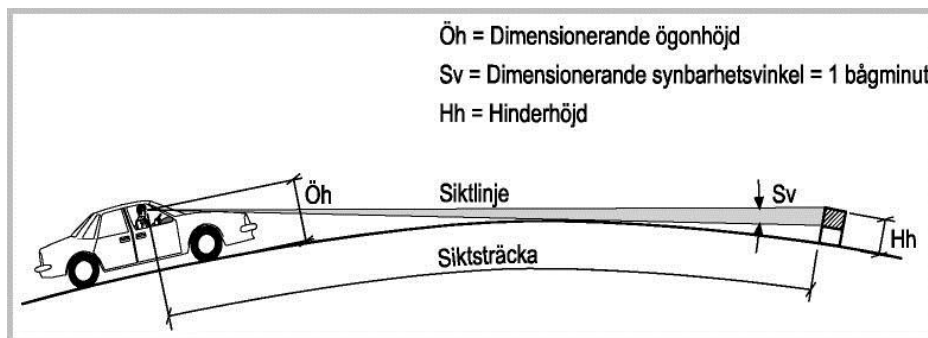 Öh = Dimensionerande ögonhöjd
Sv = Dimensionerande synbarhetsvinkel = 1 bågminut
Hh = Hinderhöjd
Öh
Siktlinje
Sv
Hh
Siktsträcka